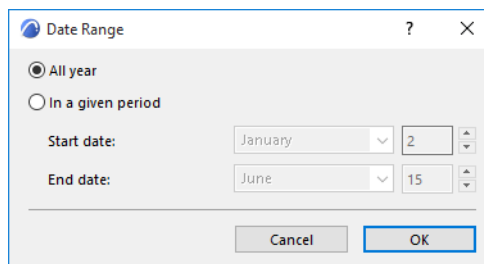 Date Range ?
All year
In a given period
Start date: January 2
End date: June 15
Cancel OK